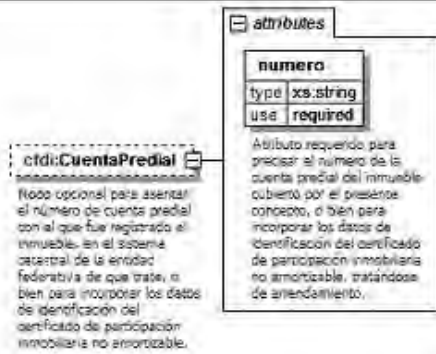 attributes
numero
type xs:string
use required
Atributo requerido para
precisar el número de la
cuenta predial del inmueble
cubierto por el presente
concepto, o bien para
incorporar los datos de
identificación del certificado
de participación inmobiliaria
no amortizable, tratándose
de arrendamiento.
cfdi:CuentaPredial
Nodo opcional para asentar
el número de cuenta predial
con el que fue registrado el
inmueble, en el sistema
catastral de la entidad
federativa de que trate, o
bien para incorporar los datos
de identificación del
certificado de participación
inmobiliaria no amortizable.